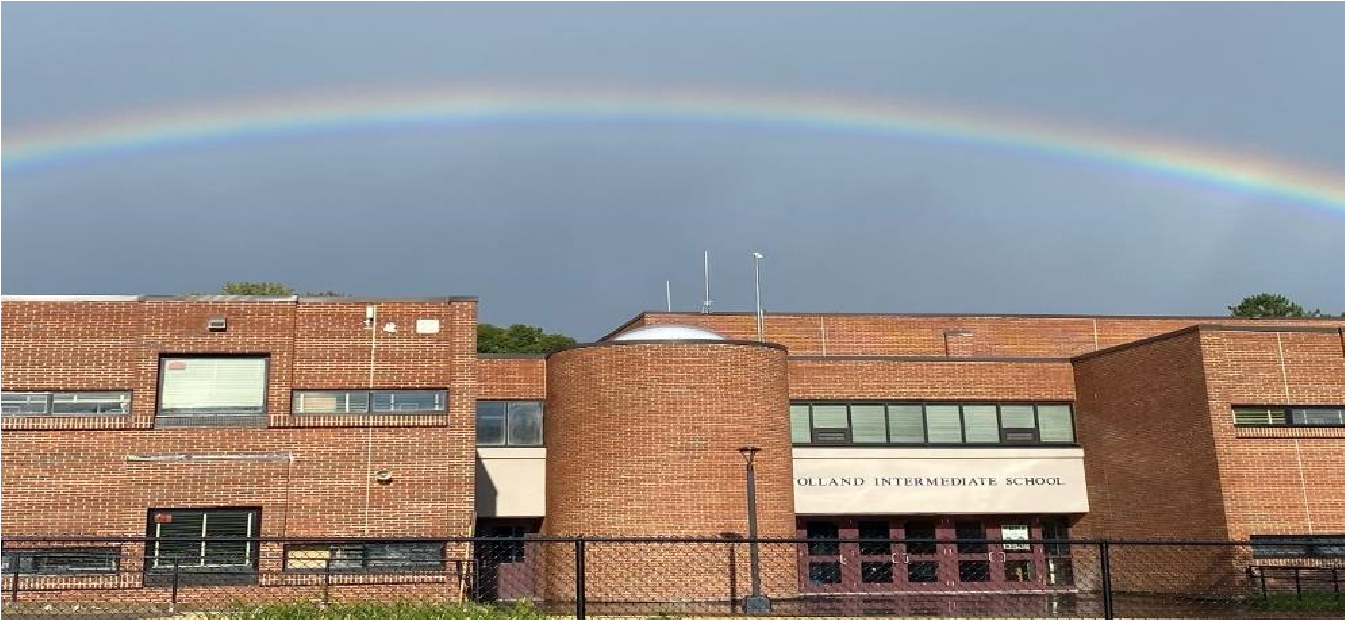 OLLAND INTERMEDIATE SCHOOL